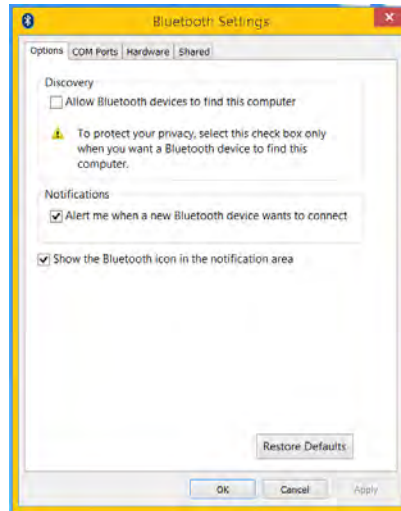 Bluetooth Settings
Options COM Ports Hardware Shared
Discovery
Allow Bluetooth devices to find this computer
To protect your privacy, select this check box only
when you want a Bluetooth device to find this
computer.
Notifications
Alert me when a new Bluetooth device wants to connect
Show the Bluetooth icon in the notification area
Restore Defaults
OK Cancel Apply